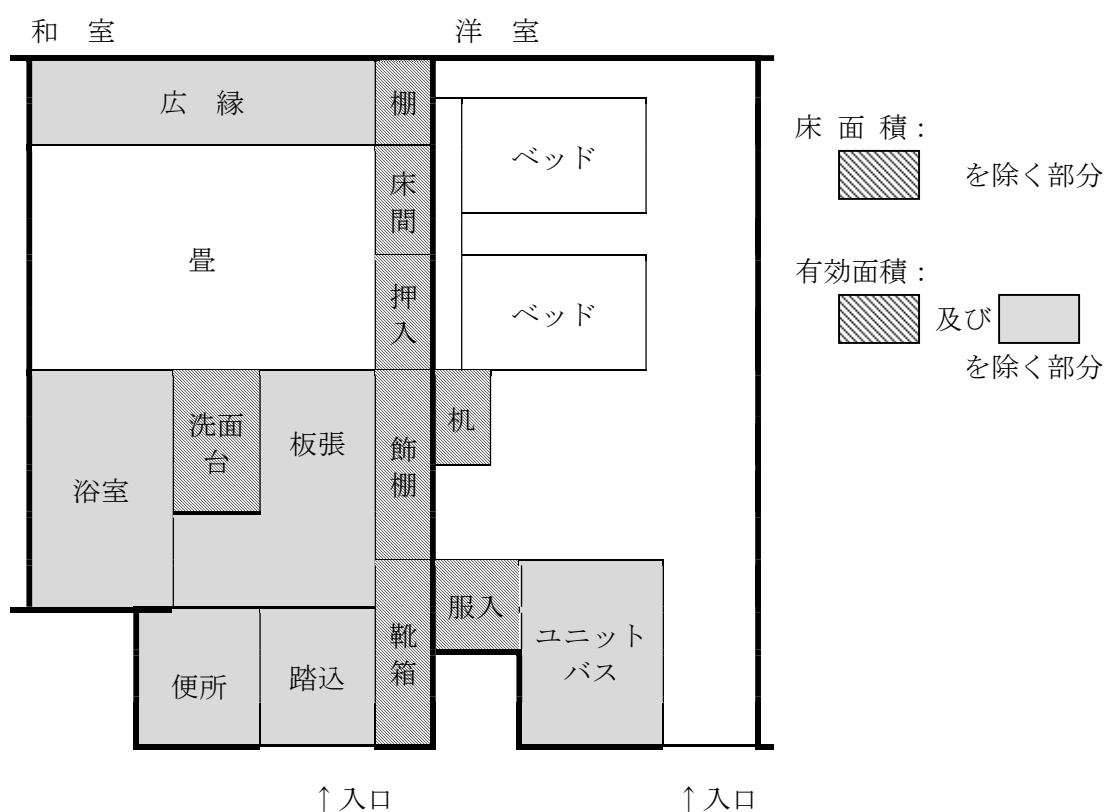 和 室
洋 室
広 縁
棚
ベッド
床 面 積：
を除く部分
床間
畳
有効面積：
及び
を除く部分
押入
ベッド
浴室
洗面
台
板張
飾棚
机
便所
踏込
靴箱
服入
ユニット
バス
↑入口
↑入口